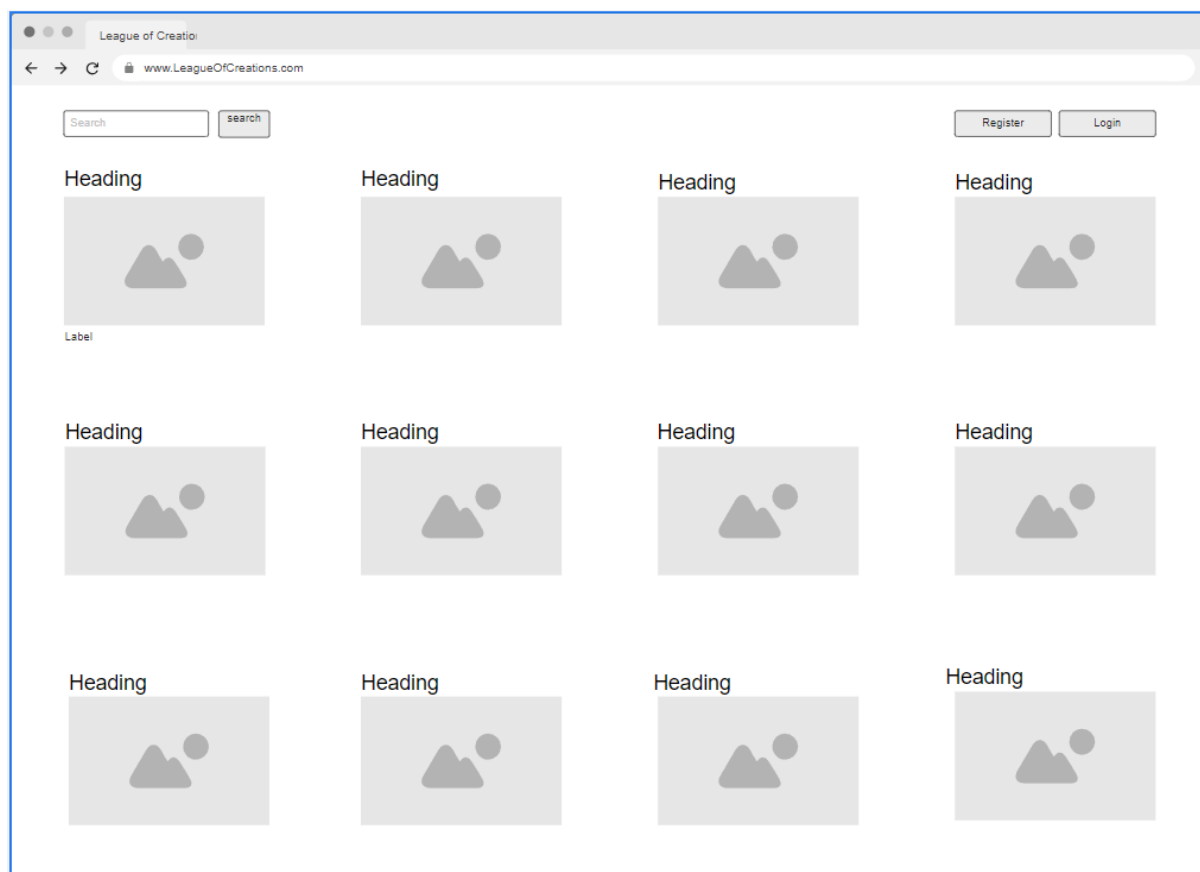 League of Creatio
www.LeagueOfCreations.com
Search search Register Login
Heading Heading Heading Heading
Label
Heading Heading Heading Heading
Heading Heading Heading Heading